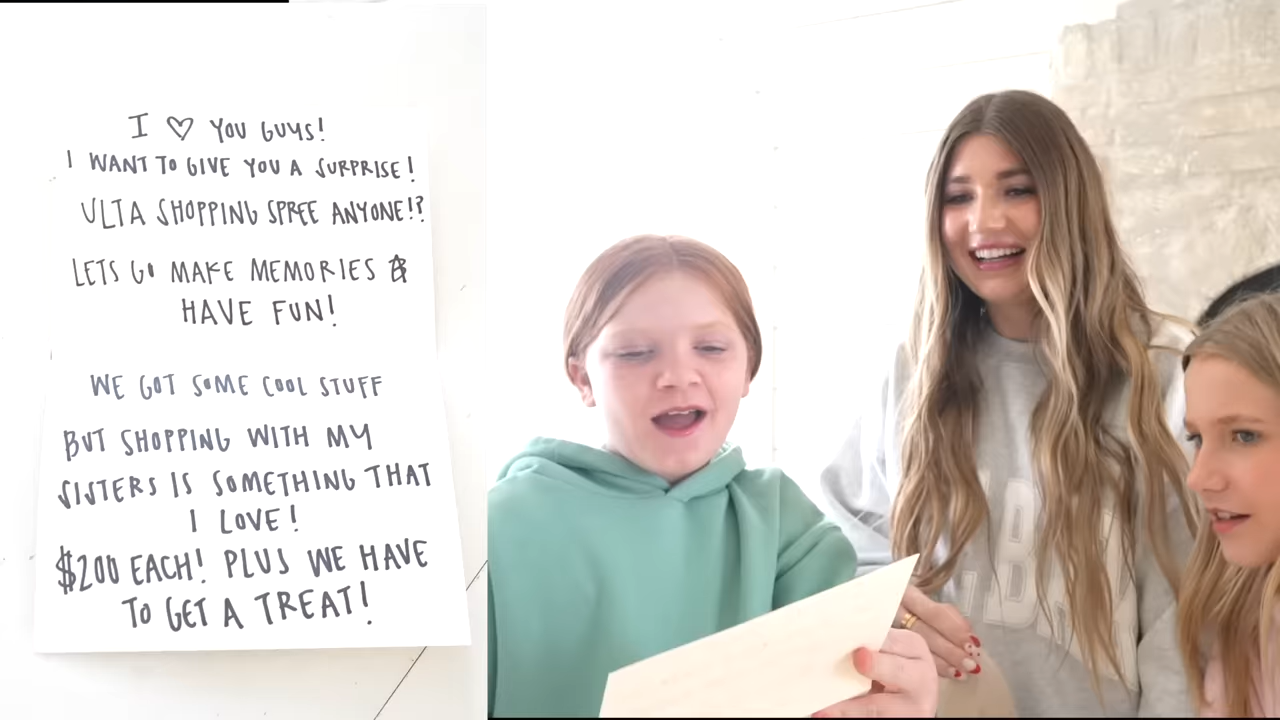 I ♡ YOU GUYS!
I WANT TO GIVE YOU A SURPRISE!
ULTA SHOPPING SPREE ANYONE!?
LETS GO MAKE MEMORIES &
HAVE FUN!
WE GOT SOME COOL STUFF
BUT SHOPPING WITH MY
SISTERS IS SOMETHING THAT
I LOVE!
$200 EACH! PLUS WE HAVE
TO GET A TREAT!